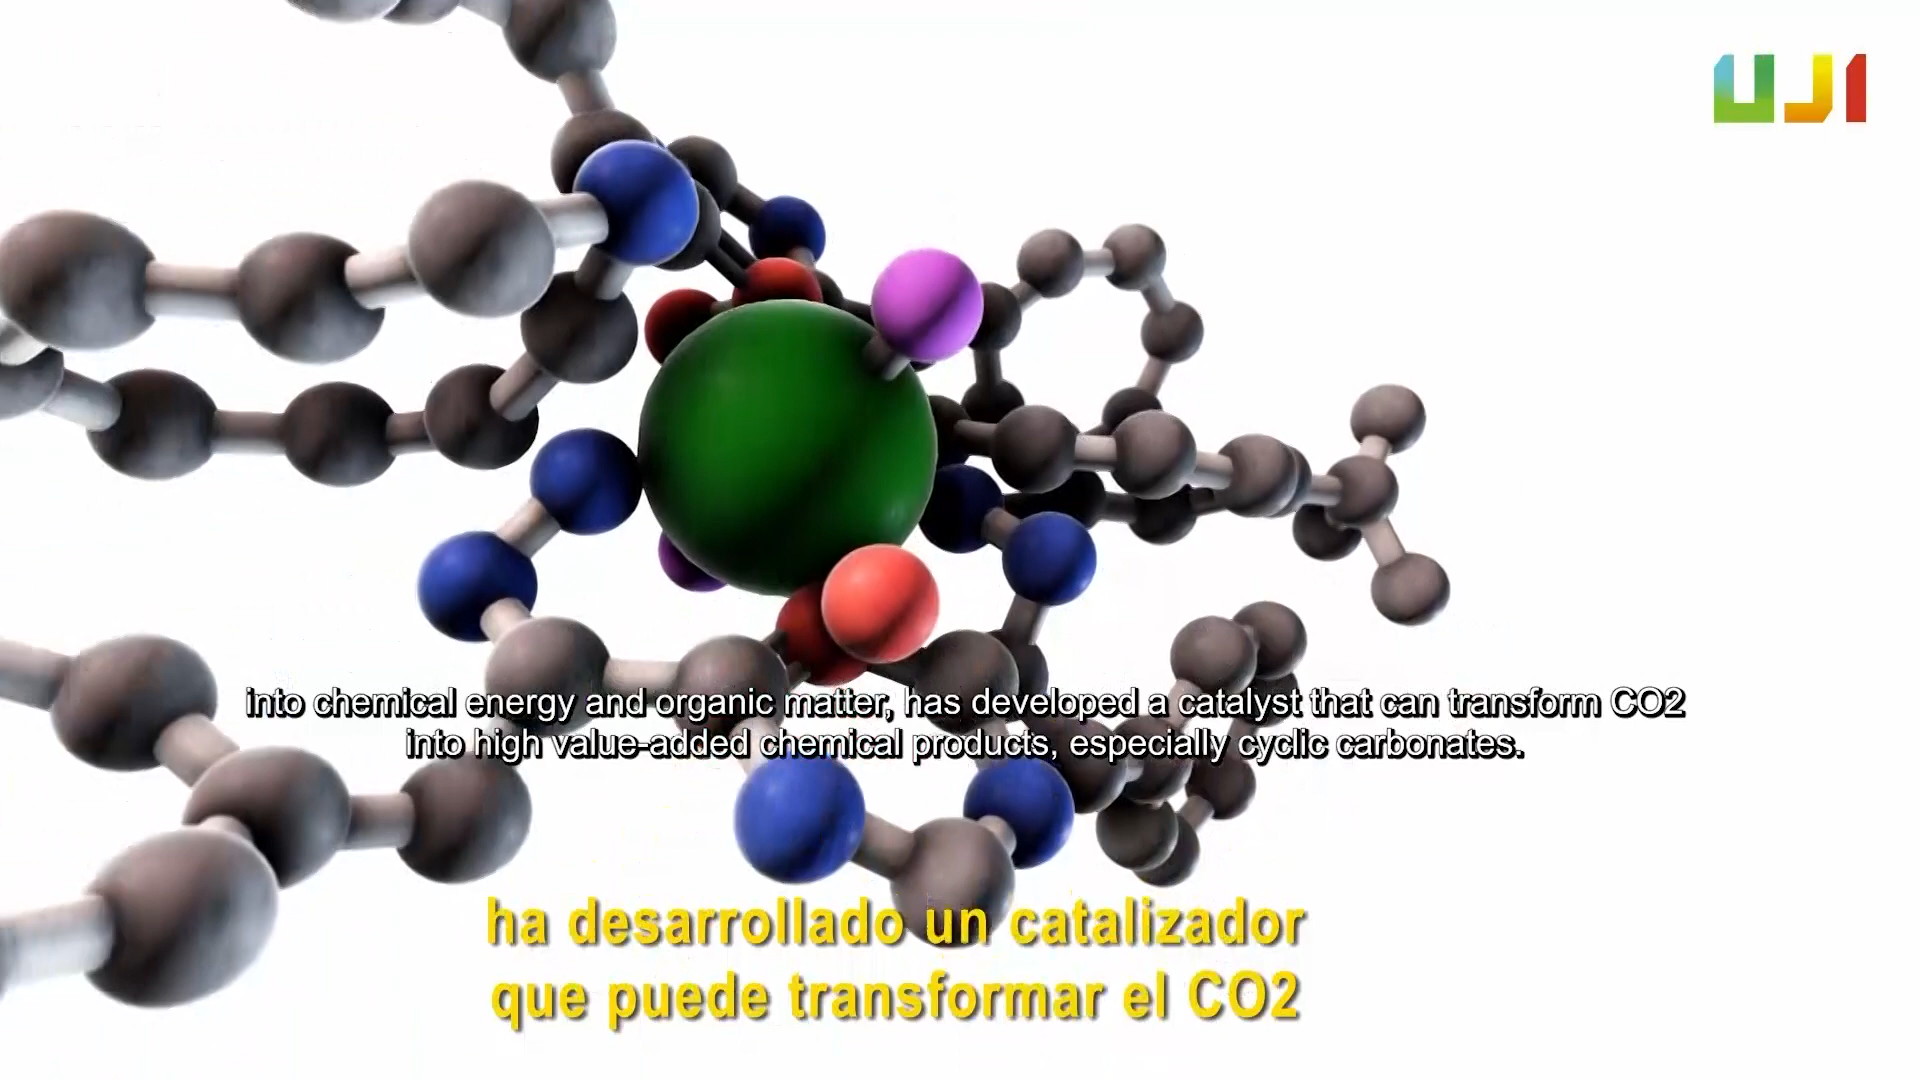 UJI
into chemical energy and organic matter, has developed a catalyst that can transform CO2
into high value-added chemical products, especially cyclic carbonates.
ha desarrollado un catalizador
que puede transformar el CO2